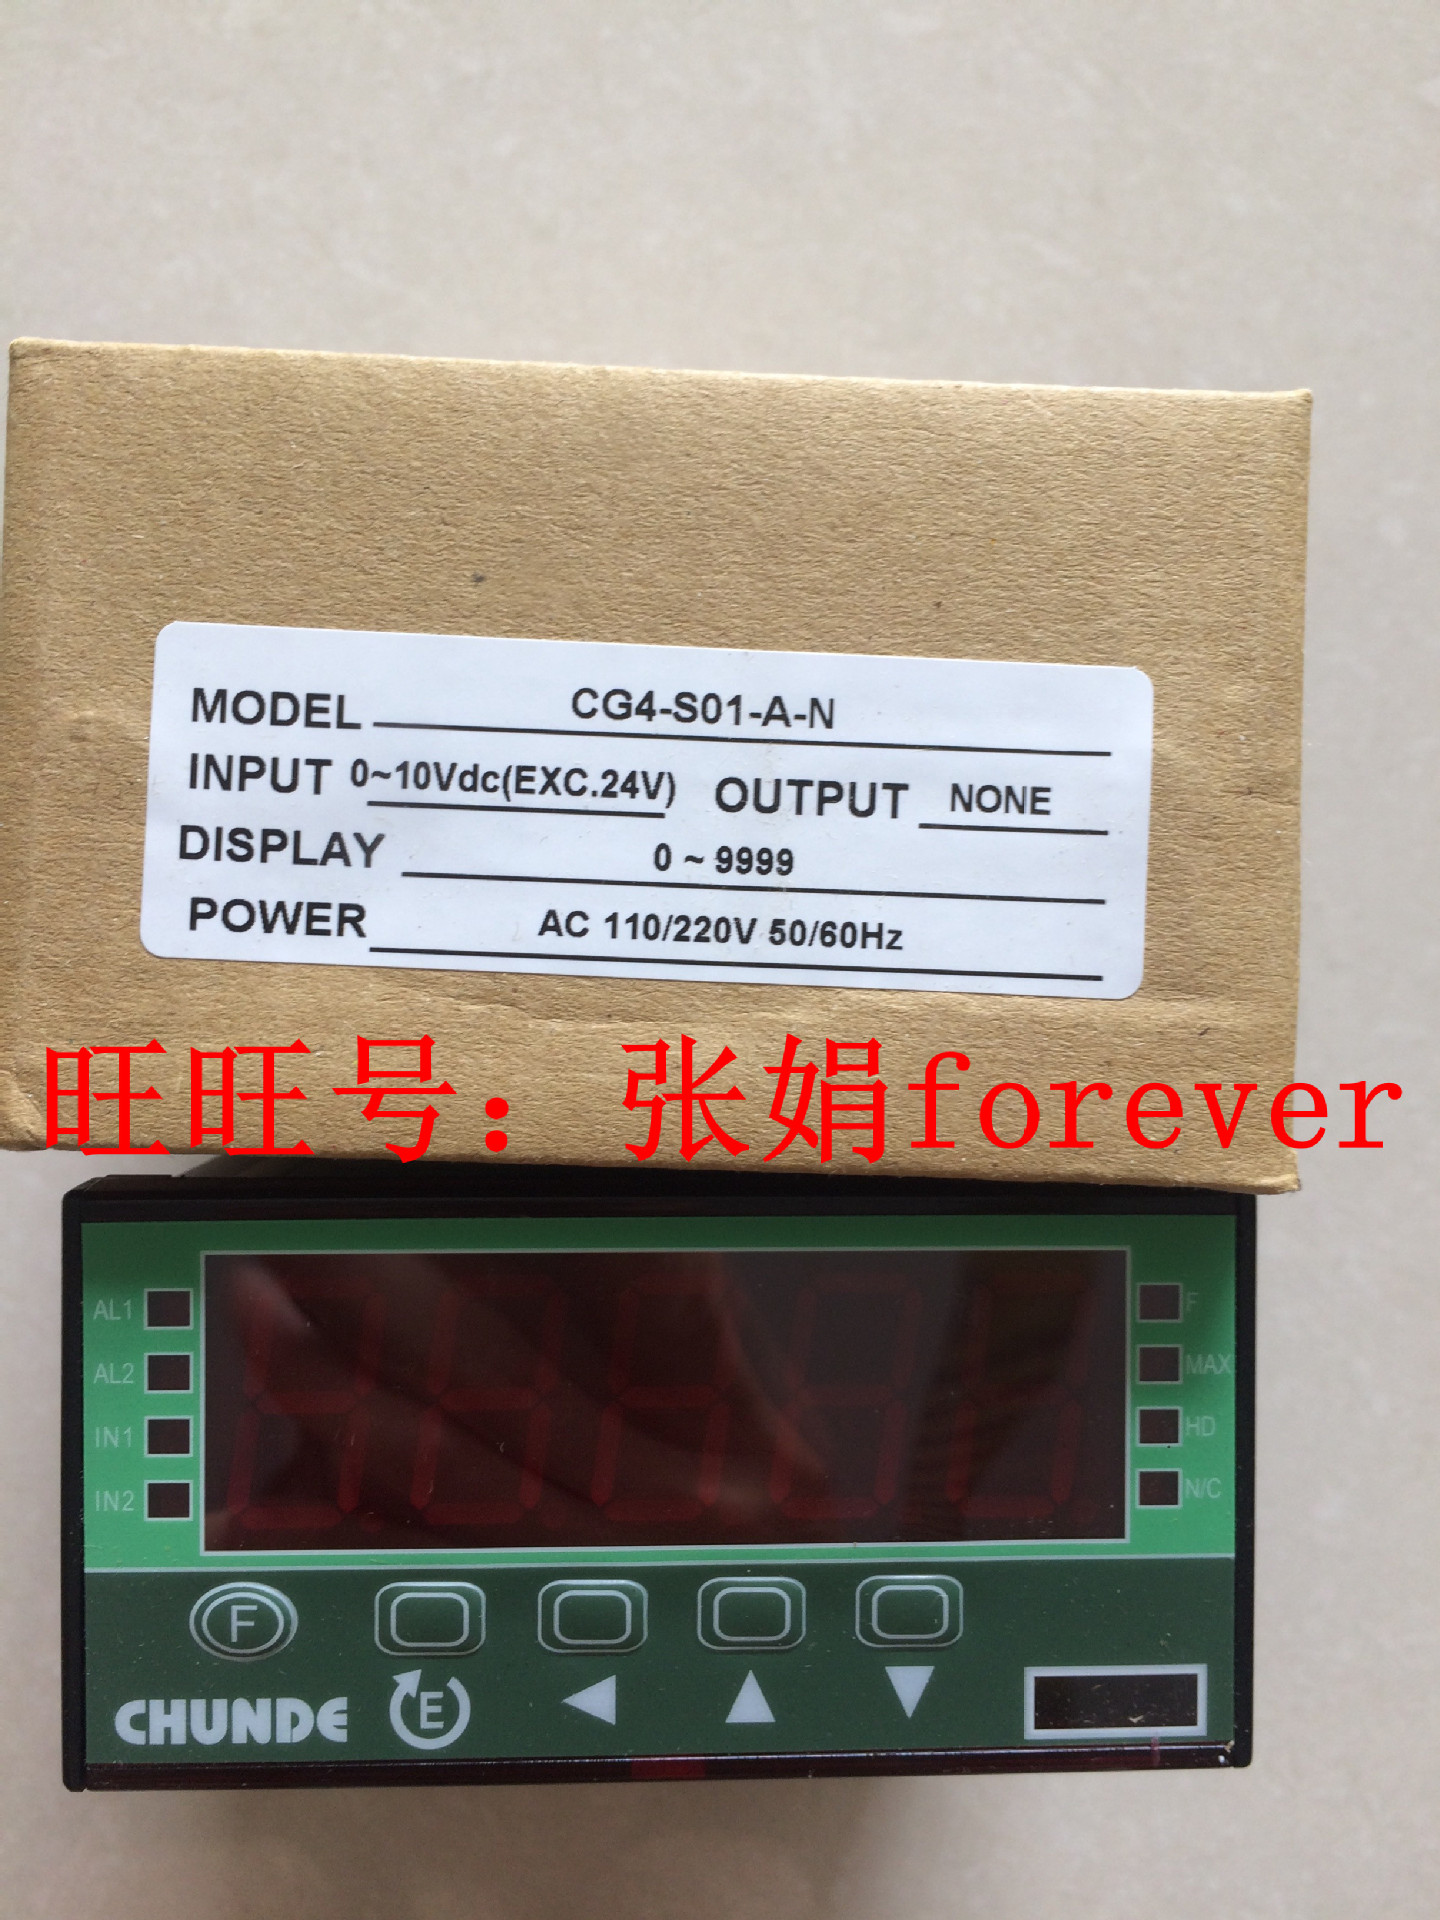 MODEL CG4-S01-A-N
INPUT 0~10Vdc(EXC.24V) OUTPUT NONE
DISPLAY 0 ~ 9999
POWER AC 110/220V 50/60Hz
旺旺号：张娟forever
AL1 F
AL2 MAX
IN1 HD
IN2 N/C
F
CHUNDE E